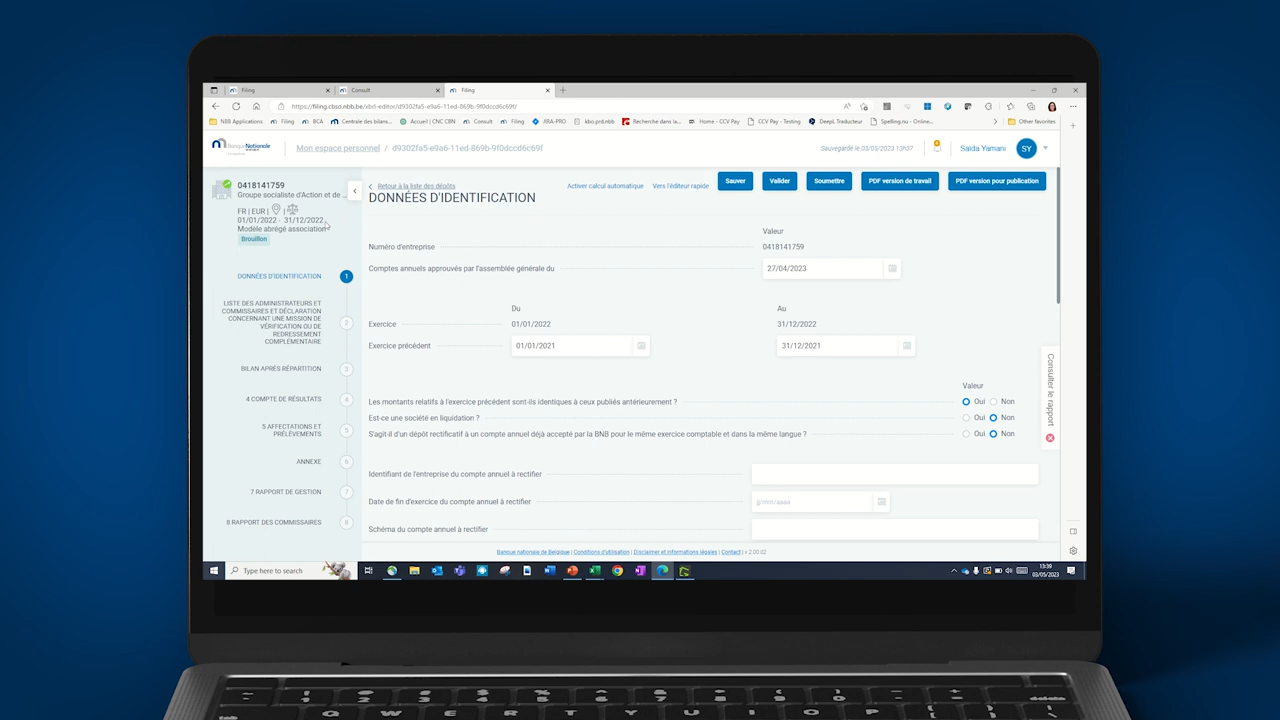 Filing
Consult
Filing
https://filing.cbso.nbb.be/xbrl-editor/d9302fa5-e9a6-11ed-869b-9f0dccd6c69f/
NBB Applications
Filing
BCA
Centrale des bilans...
Accueil | CNC CBN
Consult
Filing
JIRA-PRO
kbo.prd.nbb
Recherche dans la...
Home - CCV Pay
CCV Pay - Testing
DeepL Traducteur
Spelling.nu - Online...
Other favorites
Banque Nationale
Mon espace personnel / d9302fa5-e9a6-11ed-869b-9f0dccd6c69f
Sauvegardé le 03/05/2023 13h37
Saïda Yamani
SY
0418141759
Groupe socialiste d'Action et de ...
FR | EUR |
01/01/2022 - 31/12/2022
Modèle abrégé association
Brouillon
DONNÉES D'IDENTIFICATION 1
LISTE DES ADMINISTRATEURS ET
COMMISSAIRES ET DÉCLARATION
CONCERNANT UNE MISSION DE
VÉRIFICATION OU DE
REDRESSEMENT
COMPLÉMENTAIRE
2
BILAN APRÈS RÉPARTITION 3
4 COMPTE DE RÉSULTATS 4
5 AFFECTATIONS ET
PRÉLÈVEMENTS
5
ANNEXE 6
7 RAPPORT DE GESTION 7
8 RAPPORT DES COMMISSAIRES 8
Retour à la liste des dépôts
Activer calcul automatique
Vers l'éditeur rapide
Sauver
Valider
Soumettre
PDF version de travail
PDF version pour publication
DONNÉES D'IDENTIFICATION
Valeur
Numéro d'entreprise 0418141759
Comptes annuels approuvés par l'assemblée générale du 27/04/2023
Du Au
Exercice 01/01/2022 31/12/2022
Exercice précédent 01/01/2021 31/12/2021
Valeur
Les montants relatifs à l'exercice précédent sont-ils identiques à ceux publiés antérieurement ? Oui Non
Est-ce une société en liquidation ? Oui Non
S'agit il d'un dépôt rectificatif à un compte annuel déjà accepté par la BNB pour le même exercice comptable et dans la même langue ? Oui Non
Identifiant de l'entreprise du compte annuel à rectifier
Date de fin d'exercice du compte annuel à rectifier jj/mm/aaaa
Schéma du compte annuel à rectifier
Consulter le rapport
Banque nationale de Belgique | Conditions d'utilisation | Disclaimer et informations légales | Contact | v 2.00.02
Type here to search
13:39
03/05/2023
Q W E R T Y U I O P